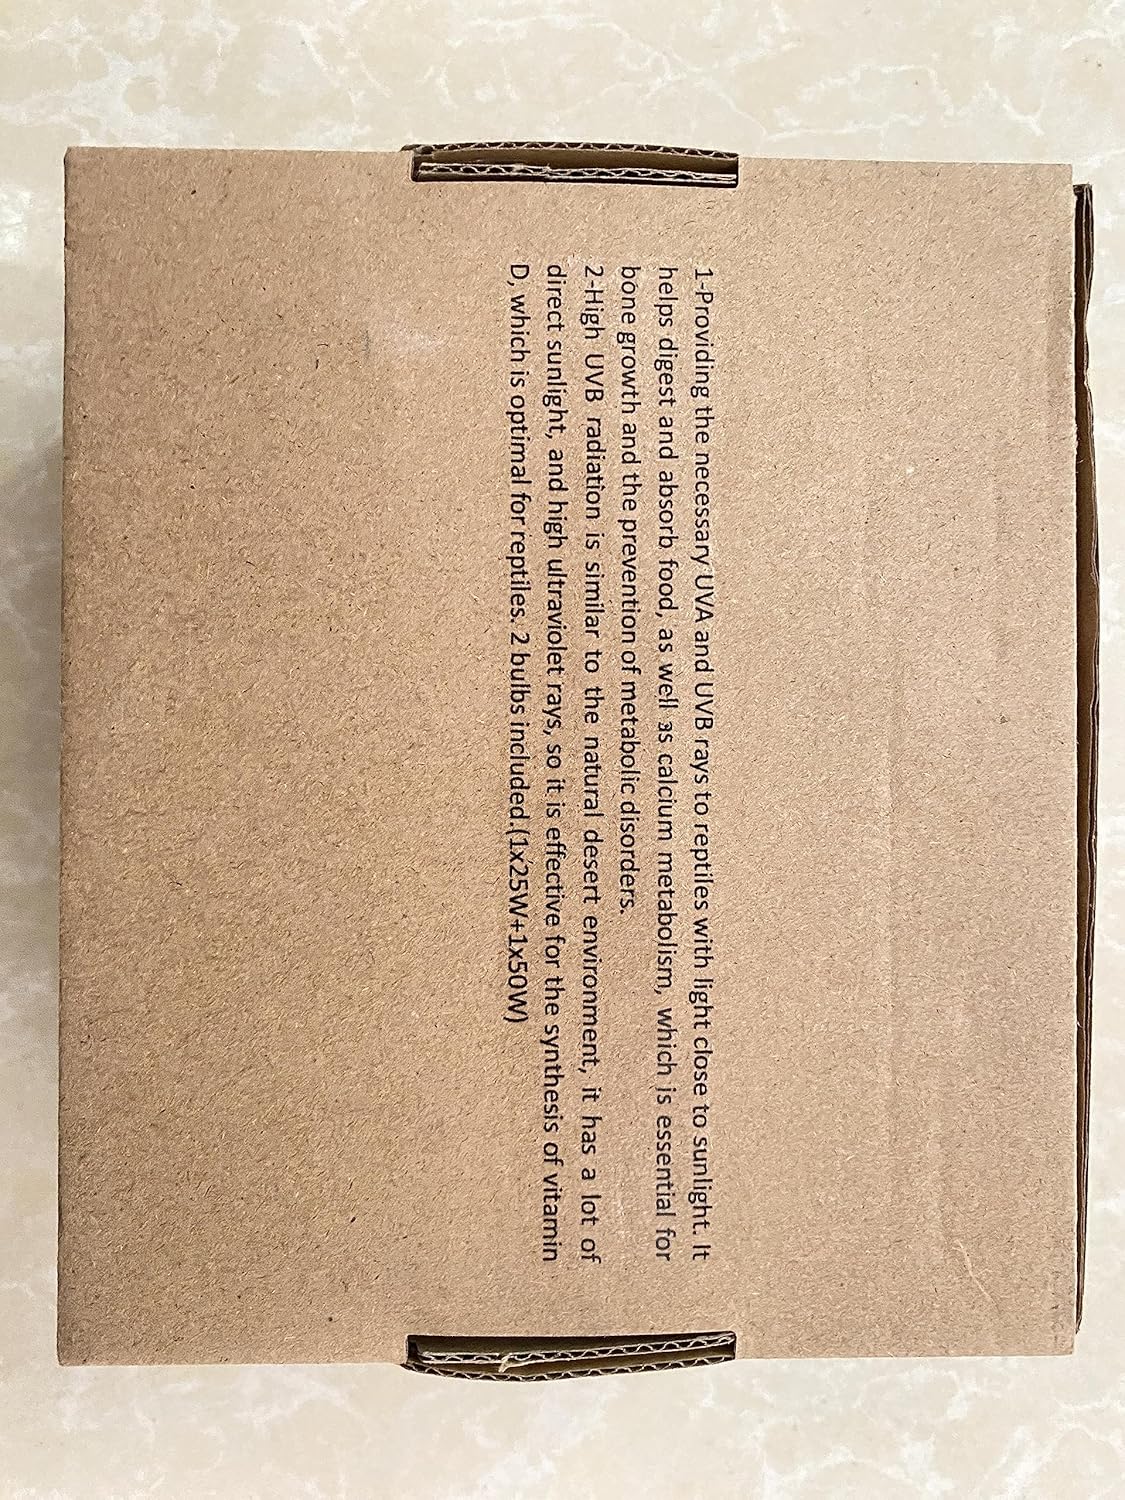 1-Providing the necessary UVA and UVB rays to reptiles with light close to sunlight. It
helps digest and absorb food, as well as calcium metabolism, which is essential for
bone growth and the prevention of metabolic disorders.
2-High UVB radiation is similar to the natural desert environment, it has a lot of
direct sunlight, and high ultraviolet rays, so it is effective for the synthesis of vitamin
D, which is optimal for reptiles. 2 bulbs included.(1x25W+1x50W)